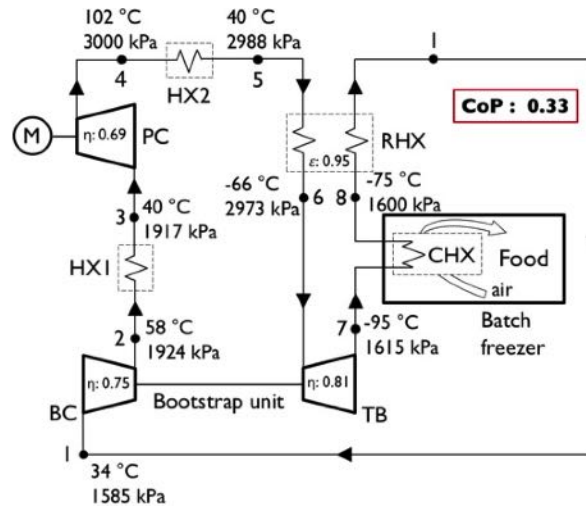 102 °C
3000 kPa
4
HX2
40 °C
2988 kPa
5
1
CoP : 0.33
M
η: 0.69
PC
RHX
ε: 0.95
-66 °C
2973 kPa
6
8
-75 °C
1600 kPa
3
40 °C
1917 kPa
HX1
CHX
Food
air
2
58 °C
1924 kPa
7
-95 °C
1615 kPa
Batch
freezer
η: 0.75
BC
Bootstrap unit
η: 0.81
TB
1
34 °C
1585 kPa